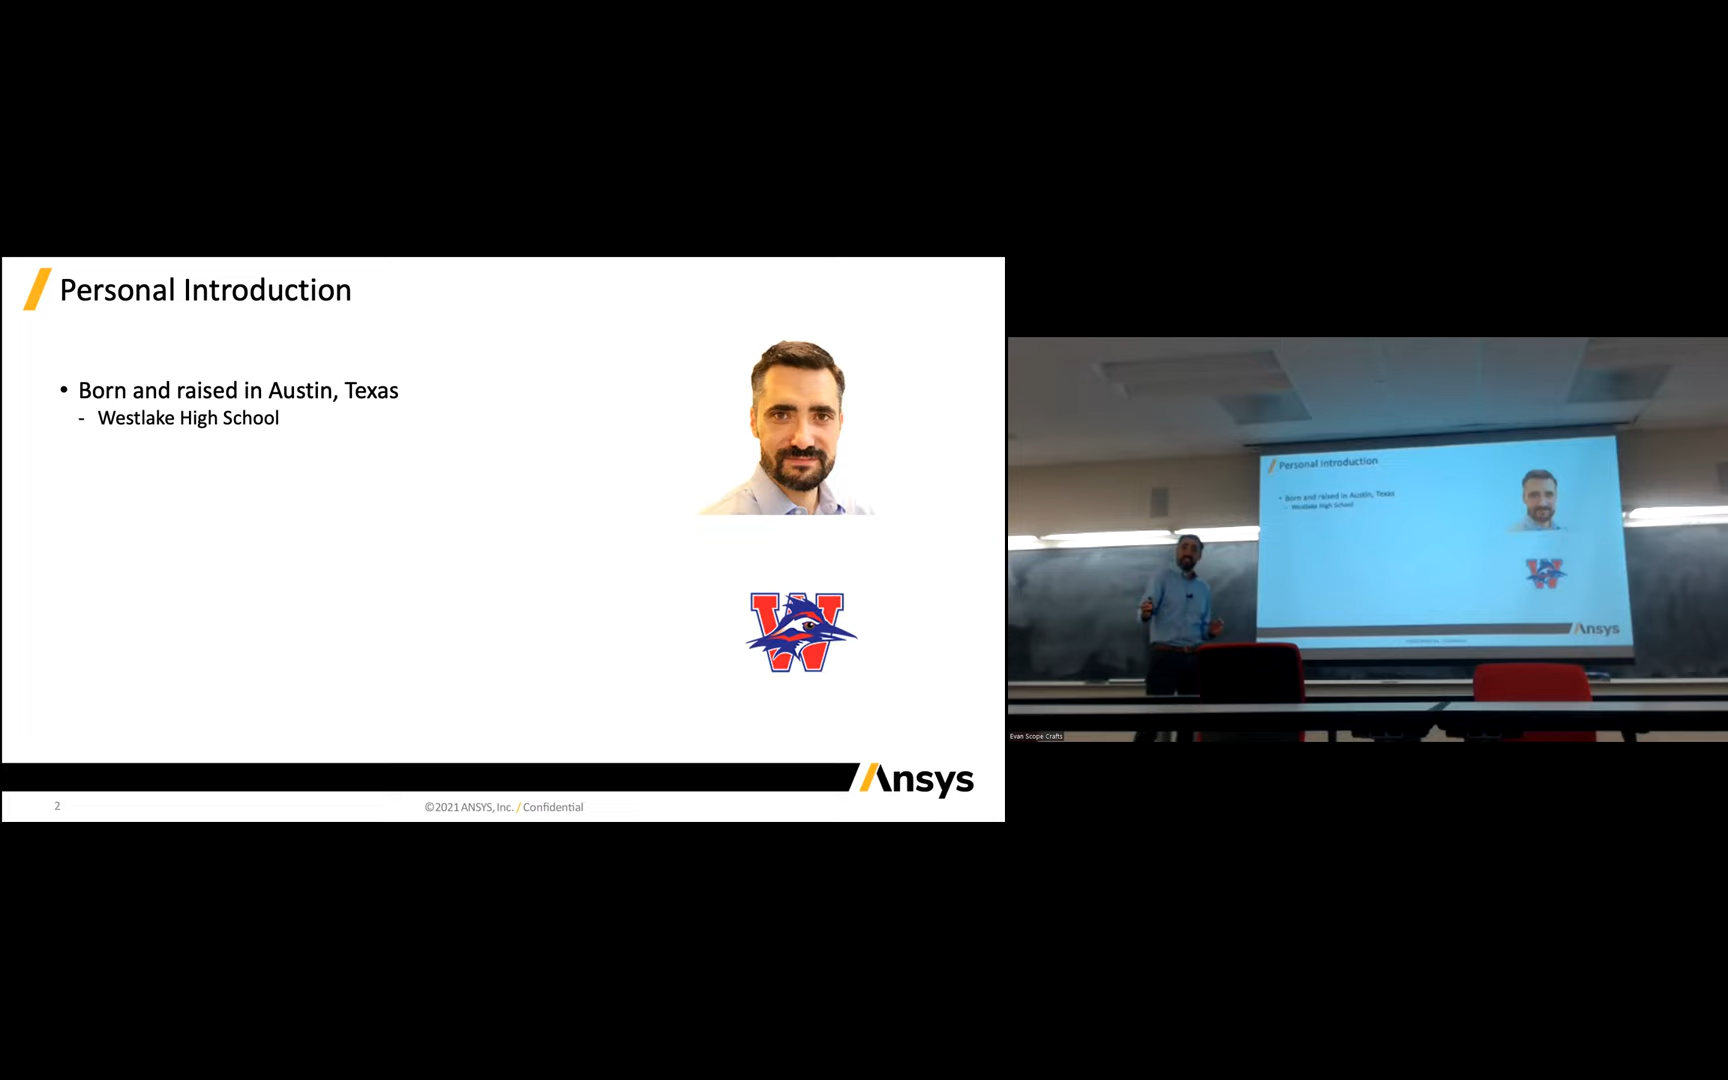 Personal Introduction
• Born and raised in Austin, Texas
- Westlake High School
W
Ansys
2
©2021 ANSYS, Inc. / Confidential
Personal Introduction
• Born and raised in Austin, Texas
- Westlake High School
W
Ansys
Evan Scope Crafts